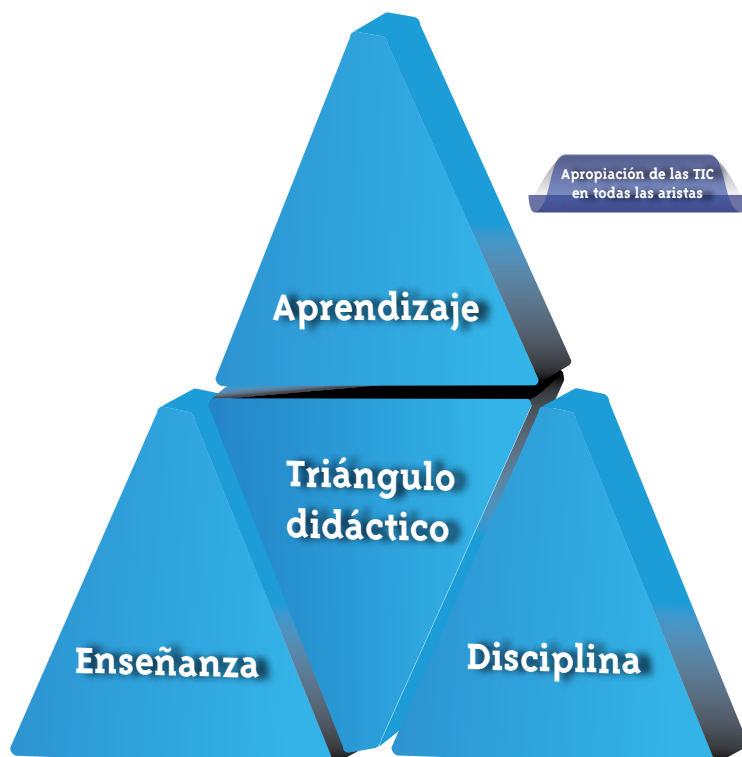 Apropiación de las TIC
en todas las aristas
Aprendizaje
Triángulo
didáctico
Enseñanza
Disciplina